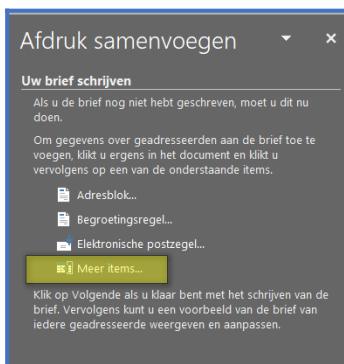 Afdruk samenvoegen
Uw brief schrijven
Als u de brief nog niet hebt geschreven, moet u dit nu
doen.
Om gegevens over geadresseerden aan de brief toe te
voegen, klikt u ergens in het document en klikt u
vervolgens op een van de onderstaande items.
Adresblok...
Begroetingsregel...
Elektronische postzegel...
Meer items...
Klik op Volgende als u klaar bent met het schrijven van de
brief. Vervolgens kunt u een voorbeeld van de brief van
iedere geadresseerde weergeven en aanpassen.